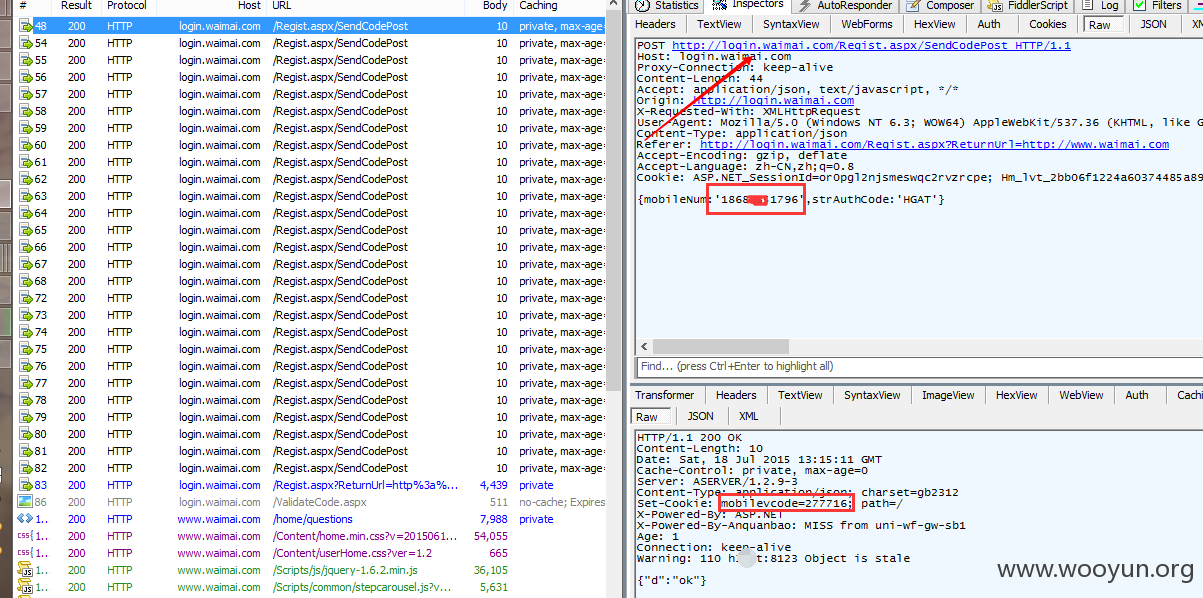 # Result Protocol Host URL Body Caching
48 200 HTTP login.waimai.com /Regist.aspx/SendCodePost 10 private, max-age=
54 200 HTTP login.waimai.com /Regist.aspx/SendCodePost 10 private, max-age=
55 200 HTTP login.waimai.com /Regist.aspx/SendCodePost 10 private, max-age=
56 200 HTTP login.waimai.com /Regist.aspx/SendCodePost 10 private, max-age=
57 200 HTTP login.waimai.com /Regist.aspx/SendCodePost 10 private, max-age=
58 200 HTTP login.waimai.com /Regist.aspx/SendCodePost 10 private, max-age=
59 200 HTTP login.waimai.com /Regist.aspx/SendCodePost 10 private, max-age=
60 200 HTTP login.waimai.com /Regist.aspx/SendCodePost 10 private, max-age=
61 200 HTTP login.waimai.com /Regist.aspx/SendCodePost 10 private, max-age=
62 200 HTTP login.waimai.com /Regist.aspx/SendCodePost 10 private, max-age=
63 200 HTTP login.waimai.com /Regist.aspx/SendCodePost 10 private, max-age=
64 200 HTTP login.waimai.com /Regist.aspx/SendCodePost 10 private, max-age=
65 200 HTTP login.waimai.com /Regist.aspx/SendCodePost 10 private, max-age=
66 200 HTTP login.waimai.com /Regist.aspx/SendCodePost 10 private, max-age=
67 200 HTTP login.waimai.com /Regist.aspx/SendCodePost 10 private, max-age=
68 200 HTTP login.waimai.com /Regist.aspx/SendCodePost 10 private, max-age=
72 200 HTTP login.waimai.com /Regist.aspx/SendCodePost 10 private, max-age=
73 200 HTTP login.waimai.com /Regist.aspx/SendCodePost 10 private, max-age=
74 200 HTTP login.waimai.com /Regist.aspx/SendCodePost 10 private, max-age=
75 200 HTTP login.waimai.com /Regist.aspx/SendCodePost 10 private, max-age=
76 200 HTTP login.waimai.com /Regist.aspx/SendCodePost 10 private, max-age=
77 200 HTTP login.waimai.com /Regist.aspx/SendCodePost 10 private, max-age=
78 200 HTTP login.waimai.com /Regist.aspx/SendCodePost 10 private, max-age=
79 200 HTTP login.waimai.com /Regist.aspx/SendCodePost 10 private, max-age=
80 200 HTTP login.waimai.com /Regist.aspx/SendCodePost 10 private, max-age=
81 200 HTTP login.waimai.com /Regist.aspx/SendCodePost 10 private, max-age=
82 200 HTTP login.waimai.com /Regist.aspx/SendCodePost 10 private, max-age=
83 200 HTTP login.waimai.com /Regist.aspx?ReturnUrl=http%3a%... 4,439 private
86 200 HTTP login.waimai.com /ValidateCode.aspx 511 no-cache; Expires
1.. 200 HTTP www.waimai.com /home/questions 7,988 private
1.. 200 HTTP www.waimai.com /Content/home.min.css?v=2015061... 54,055
1.. 200 HTTP www.waimai.com /Content/userHome.css?ver=1.2 665
1.. 200 HTTP www.waimai.com /Scripts/js/jquery-1.6.2.min.js 36,105
1.. 200 HTTP www.waimai.com /Scripts/common/stepcarousel.js?v... 5,631
Statistics Inspectors AutoResponder Composer FiddlerScript Log Filters
Headers TextView SyntaxView WebForms HexView Auth Cookies Raw JSON
POST http://login.waimai.com/Regist.aspx/SendCodePost HTTP/1.1
Host: login.waimai.com
Proxy-Connection: keep-alive
Content-Length: 44
Accept: application/json, text/javascript, */*
Origin: http://login.waimai.com
X-Requested-With: XMLHttpRequest
User-Agent: Mozilla/5.0 (Windows NT 6.3; WOW64) AppleWebKit/537.36 (KHTML, like G
Content-Type: application/json
Referer: http://login.waimai.com/Regist.aspx?ReturnUrl=http://www.waimai.com
Accept-Encoding: gzip, deflate
Accept-Language: zh-CN,zh;q=0.8
Cookie: ASP.NET_SessionId=orOpgl2njsmeswqc2rvzrcpe; Hm_lvt_2bb06f1224a60374485a89
{mobileNum:'1868 1796',strAuthCode:'HGAT'}
Find... (press Ctrl+Enter to highlight all)
Transformer Headers TextView SyntaxView ImageView HexView WebView Auth Cachi
Raw JSON XML
HTTP/1.1 200 OK
Content-Length: 10
Date: Sat, 18 Jul 2015 13:15:11 GMT
Cache-Control: private, max-age=0
Server: ASERVER/1.2.9-3
Content-Type: application/json; charset=gb2312
Set-Cookie: mobilevcode=277716; path=/
X-Powered-By: ASP.NET
X-Powered-By-Anquanbao: MISS from uni-wf-gw-sb1
Age: 1
Connection: keep-alive
Warning: 110 :8123 Object is stale
{"d":"ok"}
www.wooyun.org